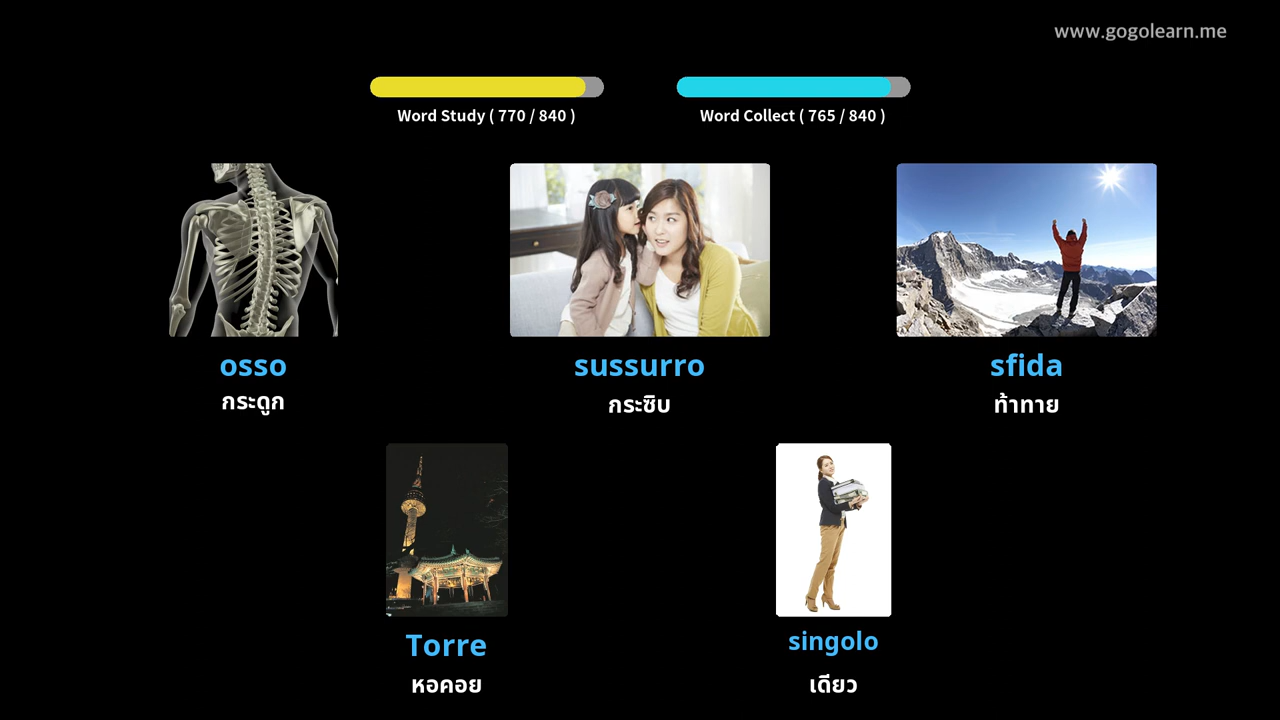 www.gogolearn.me
Word Study ( 770 / 840 )
Word Collect ( 765 / 840 )
osso
กระดูก
sussurro
กระซิบ
sfida
ท้าทาย
Torre
หอคอย
singolo
เดียว